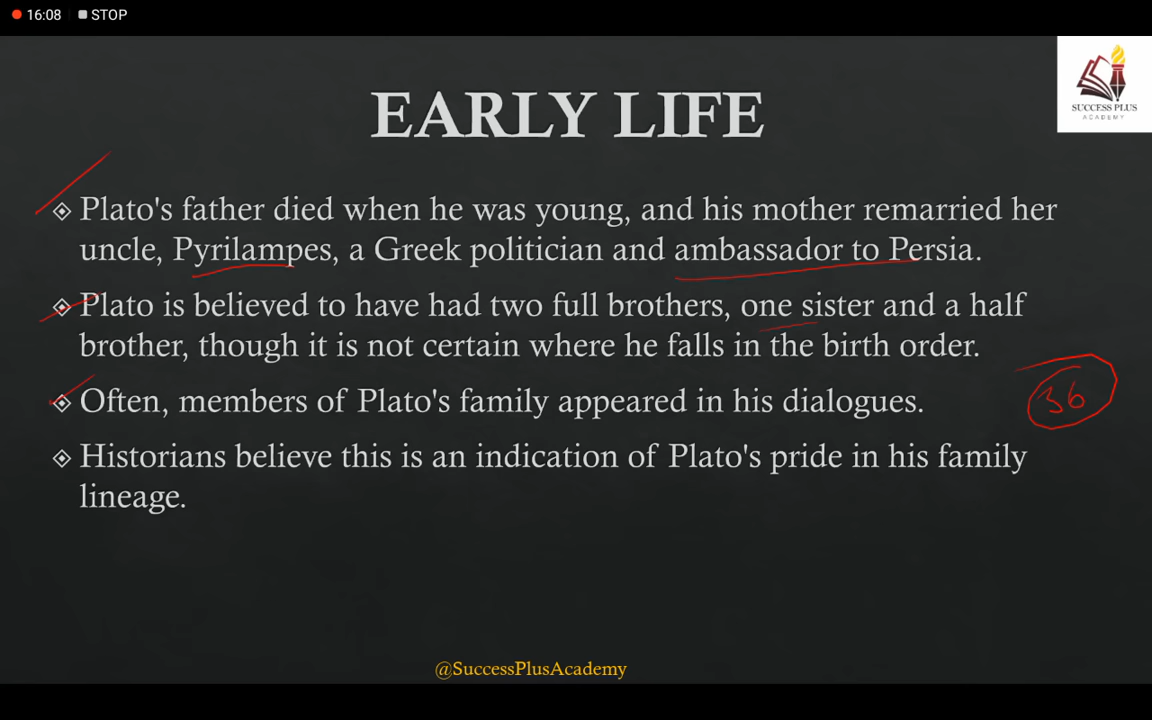 16:08 STOP
SUCCESS PLUS
ACADEMY
EARLY LIFE
Plato's father died when he was young, and his mother remarried her
uncle, Pyrilampes, a Greek politician and ambassador to Persia.
Plato is believed to have had two full brothers, one sister and a half
brother, though it is not certain where he falls in the birth order.
Often, members of Plato's family appeared in his dialogues.
36
Historians believe this is an indication of Plato's pride in his family
lineage.
@SuccessPlusAcademy